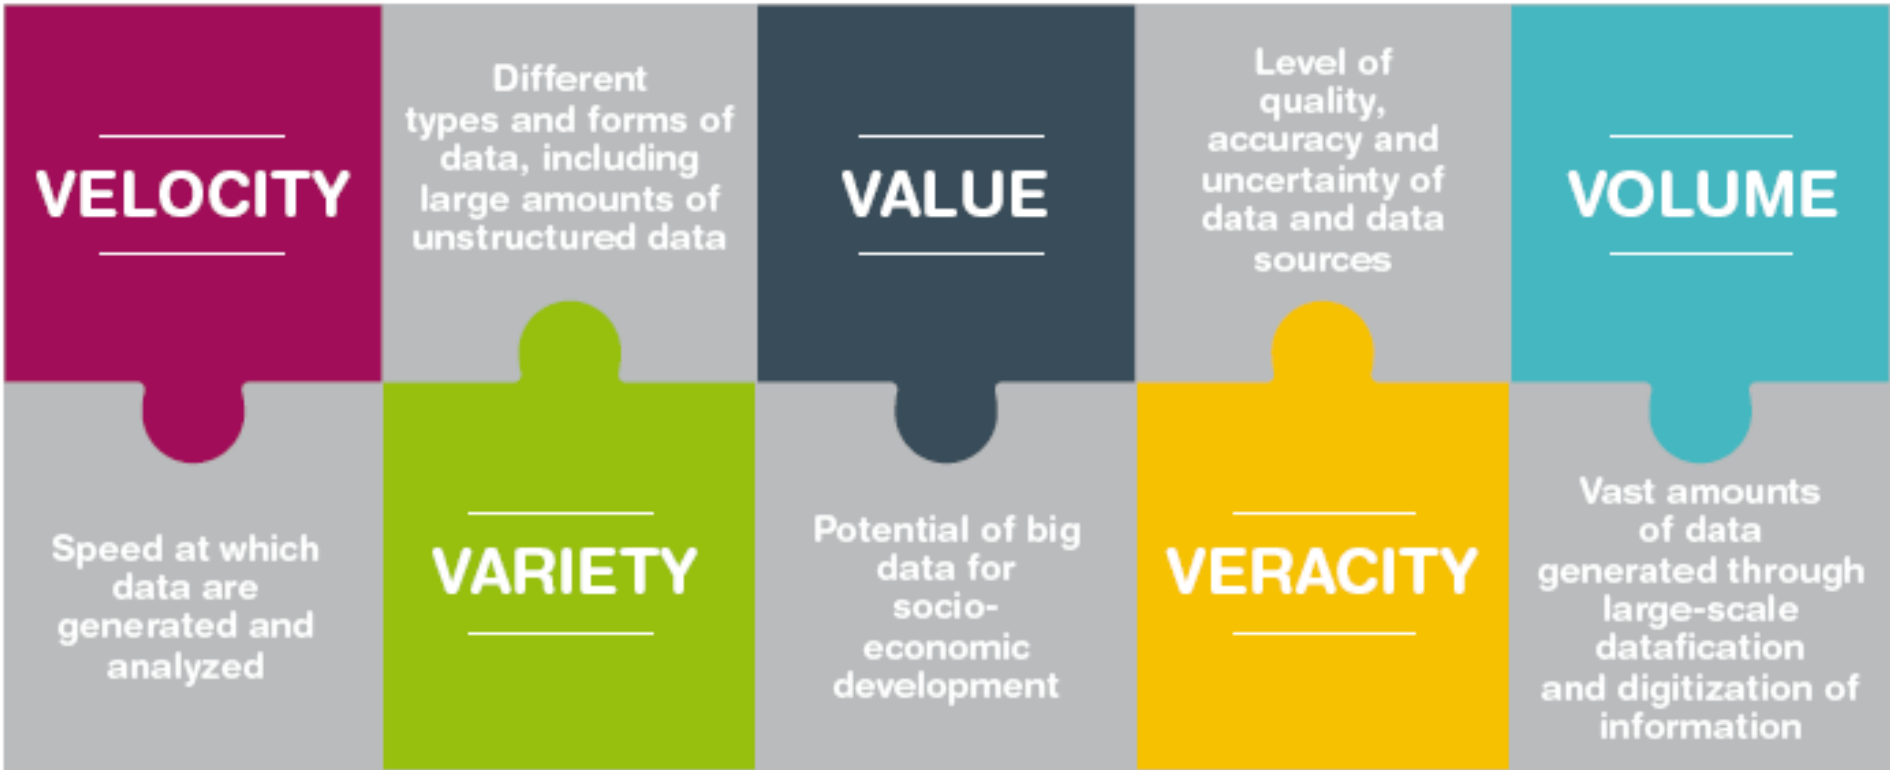 VELOCITY
Speed at which
data are
generated and
analyzed
Different
types and forms of
data, including
large amounts of
unstructured data
VARIETY
VALUE
Potential of big
data for
socio-
economic
development
Level of
quality,
accuracy and
uncertainty of
data and data
sources
VERACITY
VOLUME
Vast amounts
of data
generated through
large-scale
datafication
and digitization of
information